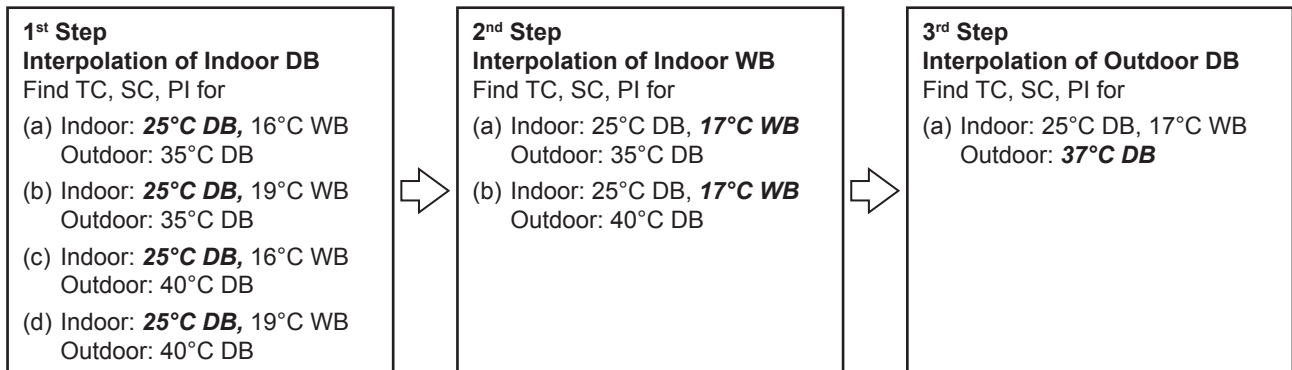 1st Step
Interpolation of Indoor DB
Find TC, SC, PI for
(a) Indoor: 25°C DB, 16°C WB
Outdoor: 35°C DB
(b) Indoor: 25°C DB, 19°C WB
Outdoor: 35°C DB
(c) Indoor: 25°C DB, 16°C WB
Outdoor: 40°C DB
(d) Indoor: 25°C DB, 19°C WB
Outdoor: 40°C DB
2nd Step
Interpolation of Indoor WB
Find TC, SC, PI for
(a) Indoor: 25°C DB, 17°C WB
Outdoor: 35°C DB
(b) Indoor: 25°C DB, 17°C WB
Outdoor: 40°C DB
3rd Step
Interpolation of Outdoor DB
Find TC, SC, PI for
(a) Indoor: 25°C DB, 17°C WB
Outdoor: 37°C DB